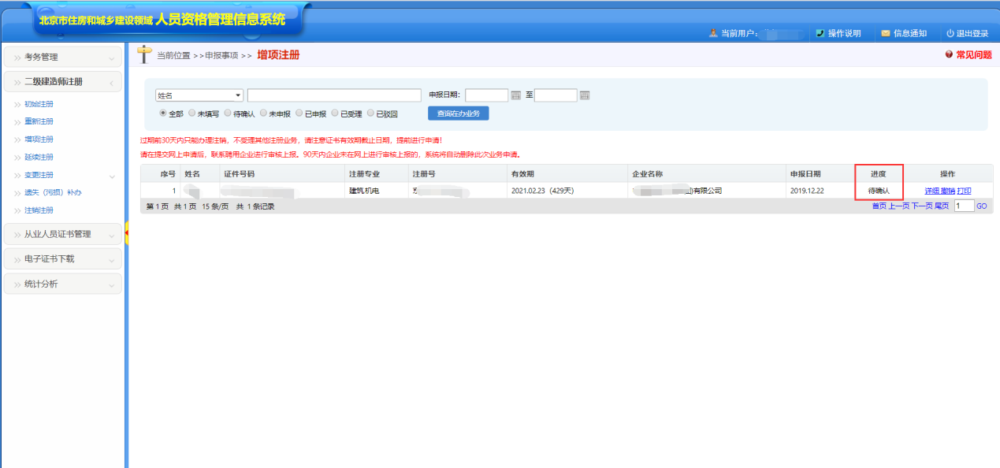 北京市住房和城乡建设领域 人员资格管理信息系统
当前用户: 操作说明 信息通知 退出登录
考务管理
二级建造师注册
初始注册
重新注册
增项注册
延续注册
变更注册
遗失（污损）补办
注销注册
从业人员证书管理
电子证书下载
统计分析
当前位置 >>申报事项 >> 增项注册
常见问题
姓名 申报日期: 至
全部 未填写 待确认 未申报 已申报 已受理 已驳回 查询在办业务
过期前30天内只能办理注销，不受理其他注册业务，请注意证书有效期截止日期，提前进行申请！
请在提交网上申请后，联系聘用企业进行审核上报。90天内企业未在网上进行审核上报的，系统将自动删除此次业务申请。
序号 姓名 证件号码 注册专业 注册号 有效期 企业名称 申报日期 进度 操作
1 建筑,机电 2021.02.23（429天） 有限公司 2019.12.22 待确认 详细 撤销 打印
第 1 页 共 1 页 15 条/页 共 1 条记录 首页 上一页 下一页 尾页 1 GO